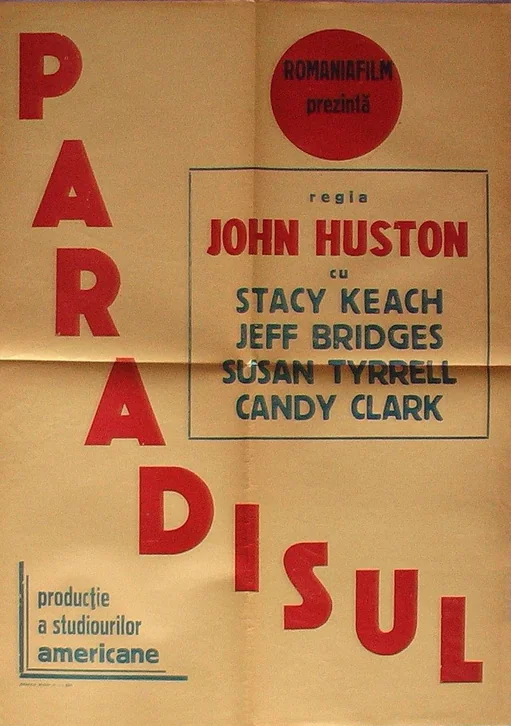 PARADISUL
ROMANIAFILM
prezintă
regia
JOHN HUSTON
cu
STACY KEACH
JEFF BRIDGES
SUSAN TYRRELL
CANDY CLARK
producţie
a studiourilor
americane